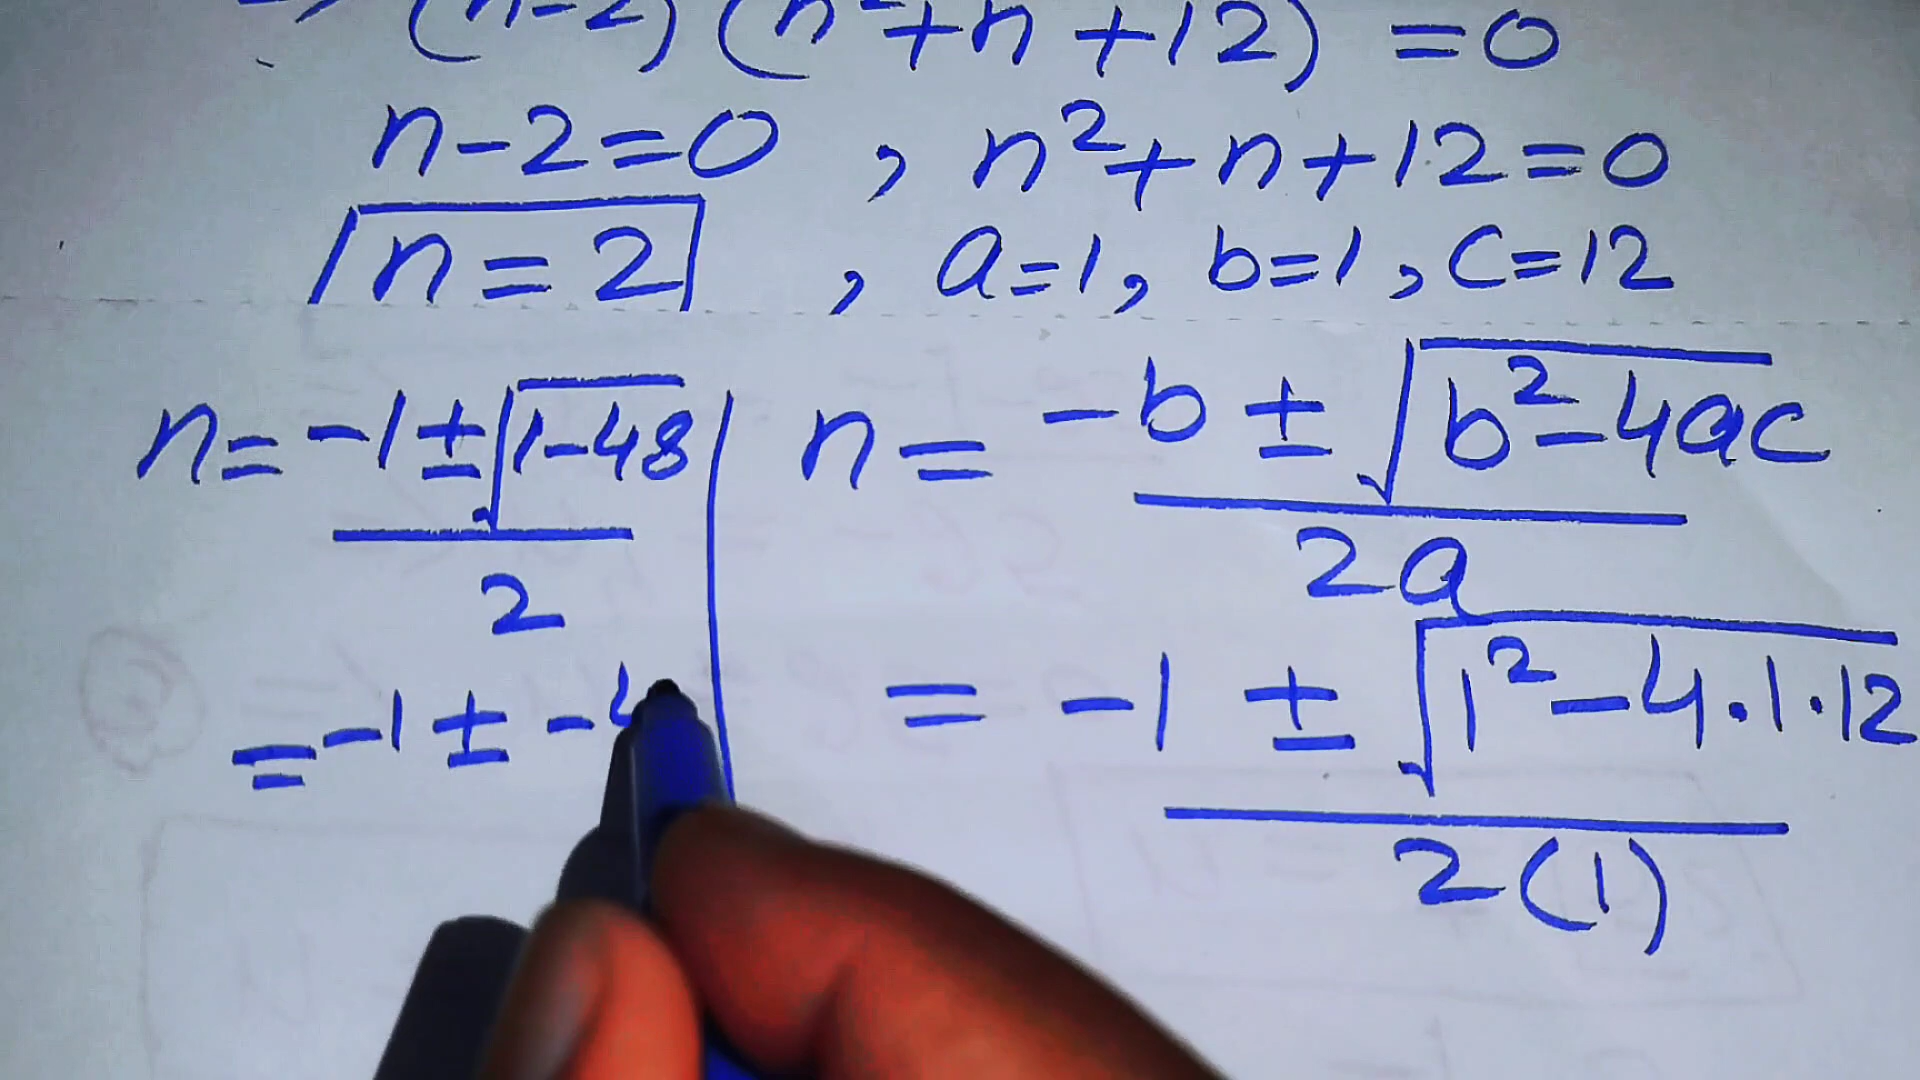 => (n-2) (n²+n+12) = 0
n-2=0 , n²+n+12=0
n=2 , a=1, b=1, c=12
n= -1±√1-48 / 2
= -1 ± -4
n = -b ± √b²-4ac / 2a
= -1 ± √1²-4·1·12 / 2(1)